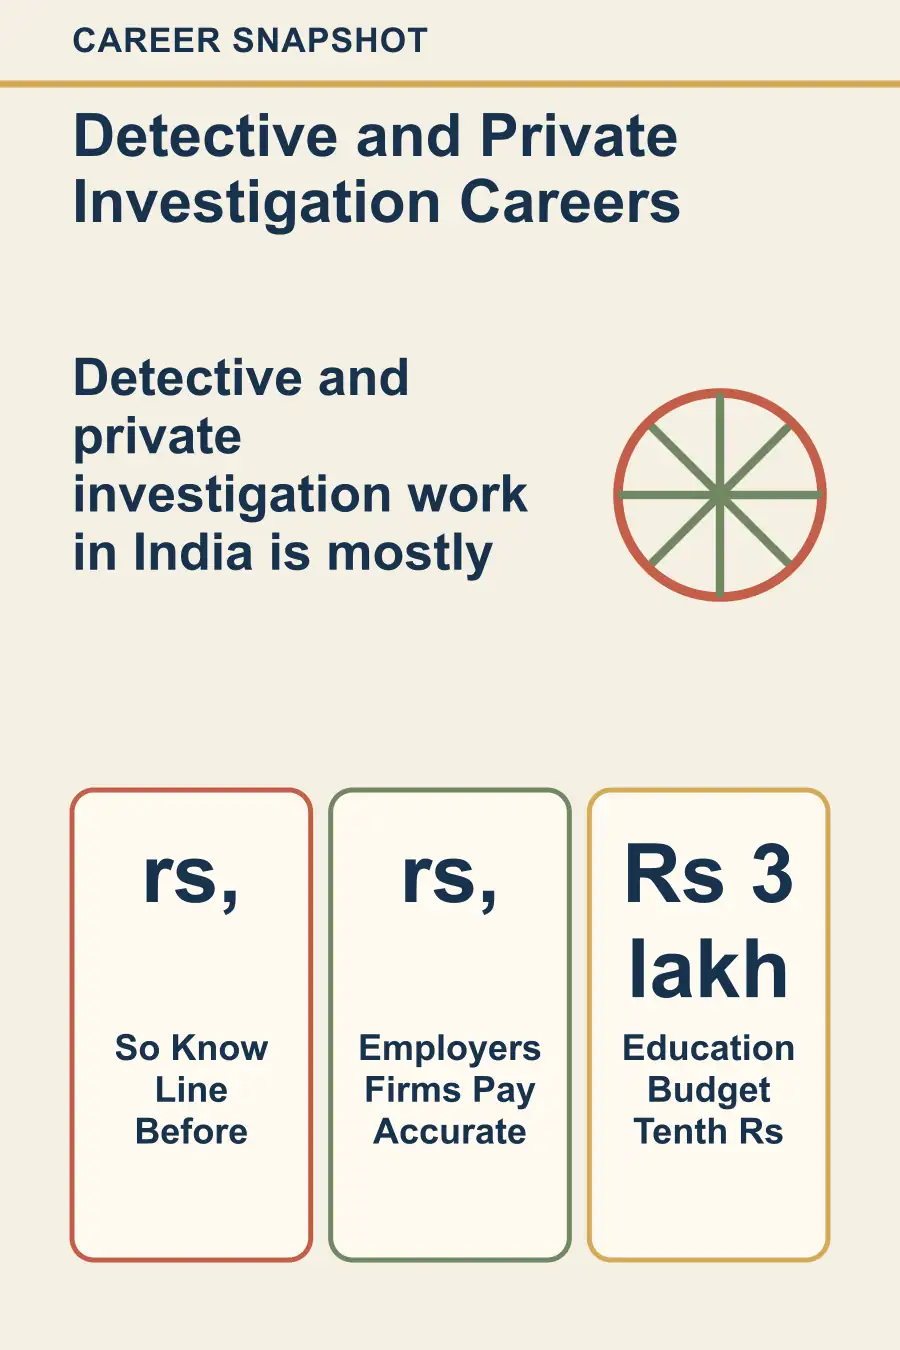 CAREER SNAPSHOT
Detective and Private
Investigation Careers
Detective and
private
investigation work
in India is mostly
rs,
So Know
Line
Before
rs,
Employers
Firms Pay
Accurate
Rs 3
lakh
Education
Budget
Tenth Rs